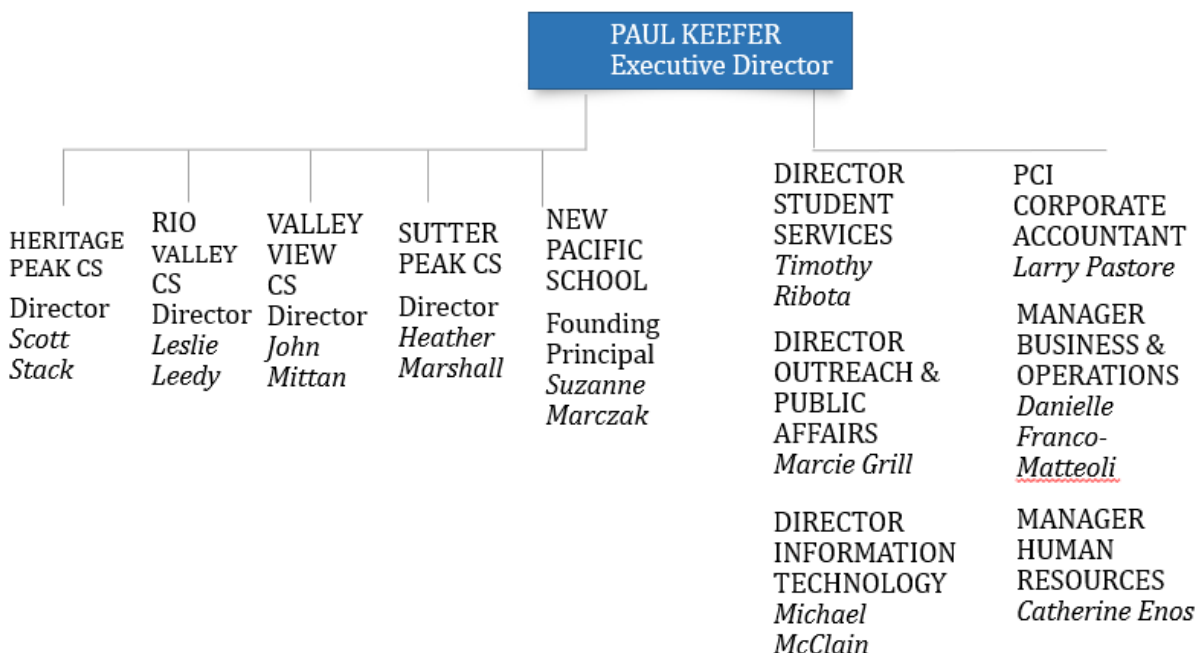 PAUL KEEFER
Executive Director
HERITAGE
PEAK CS
Director
Scott
Stack
RIO
VALLEY
CS
Director
Leslie
Leedy
VALLEY
VIEW
CS
Director
John
Mittan
SUTTER
PEAK CS
Director
Heather
Marshall
NEW
PACIFIC
SCHOOL
Founding
Principal
Suzanne
Marczak
DIRECTOR
STUDENT
SERVICES
Timothy
Ribota
DIRECTOR
OUTREACH &
PUBLIC
AFFAIRS
Marcie Grill
DIRECTOR
INFORMATION
TECHNOLOGY
Michael
McClain
PCI
CORPORATE
ACCOUNTANT
Larry Pastore
MANAGER
BUSINESS &
OPERATIONS
Danielle
Franco-
Matteoli
MANAGER
HUMAN
RESOURCES
Catherine Enos